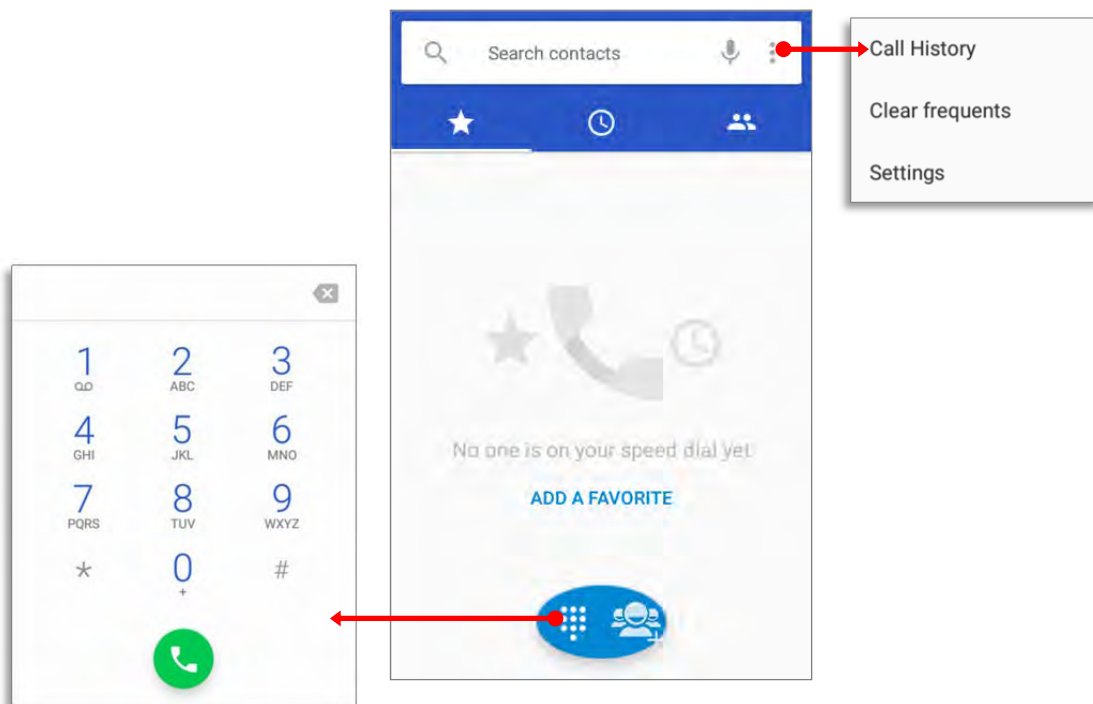 Search contacts
Call History
Clear frequents
Settings
No one is on your speed dial yet
ADD A FAVORITE
1 2 3
ABC DEF
4 5 6
GHI JKL MNO
7 8 9
PQRS TUV WXYZ
* 0 #
+